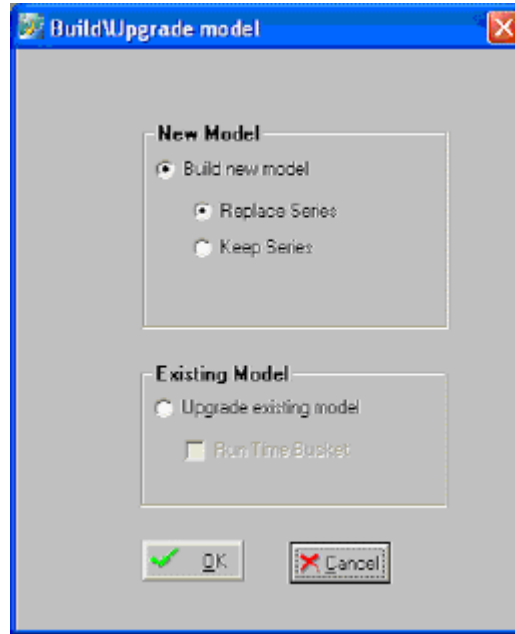 Build\Upgrade model
New Model
Build new model
Replace Series
Keep Series
Existing Model
Upgrade existing model
Run Time Bucket
OK
Cancel